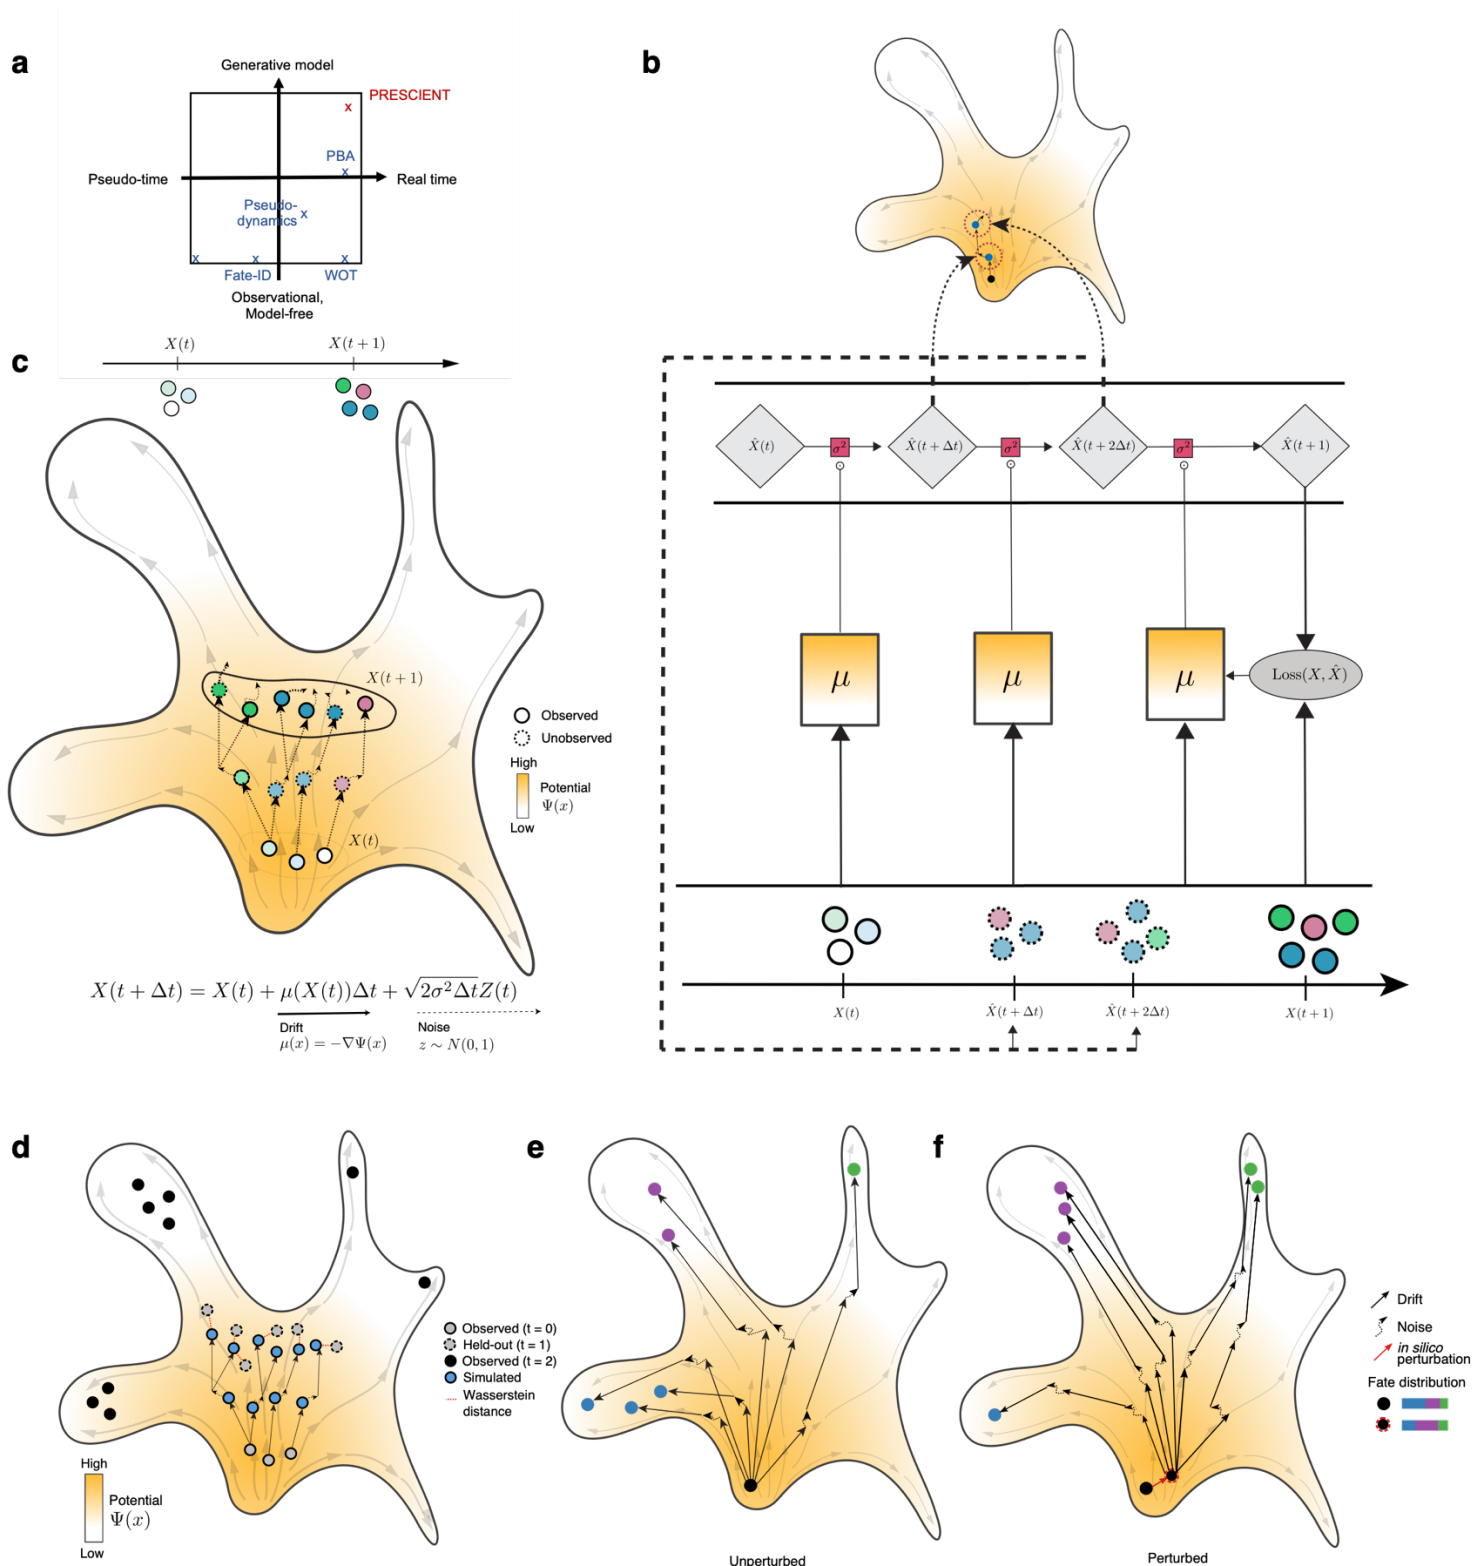 a
Generative model
PRESCIENT
x
PBA
x
Pseudo-time
Real time
Pseudo-
dynamics
x
x
x
x
Fate-ID
WOT
Observational,
Model-free
b
X̂(t)
σ²
X̂(t + Δt)
σ²
X̂(t + 2Δt)
σ²
X̂(t + 1)
μ
μ
μ
Loss(X, X̂)
X(t)
X̂(t + Δt)
X̂(t + 2Δt)
X(t + 1)
c
X(t)
X(t + 1)
X(t + 1)
X(t)
Observed
Unobserved
High
Potential
Ψ(x)
Low
X(t + Δt) = X(t) + μ(X(t))Δt + √2σ²Δt Z(t)
Drift
μ(x) = −∇Ψ(x)
Noise
z ∼ N(0, 1)
d
Observed (t = 0)
Held-out (t = 1)
Observed (t = 2)
Simulated
Wasserstein
distance
High
Potential
Ψ(x)
Low
e
Unperturbed
f
Drift
Noise
in silico
perturbation
Fate distribution
Perturbed